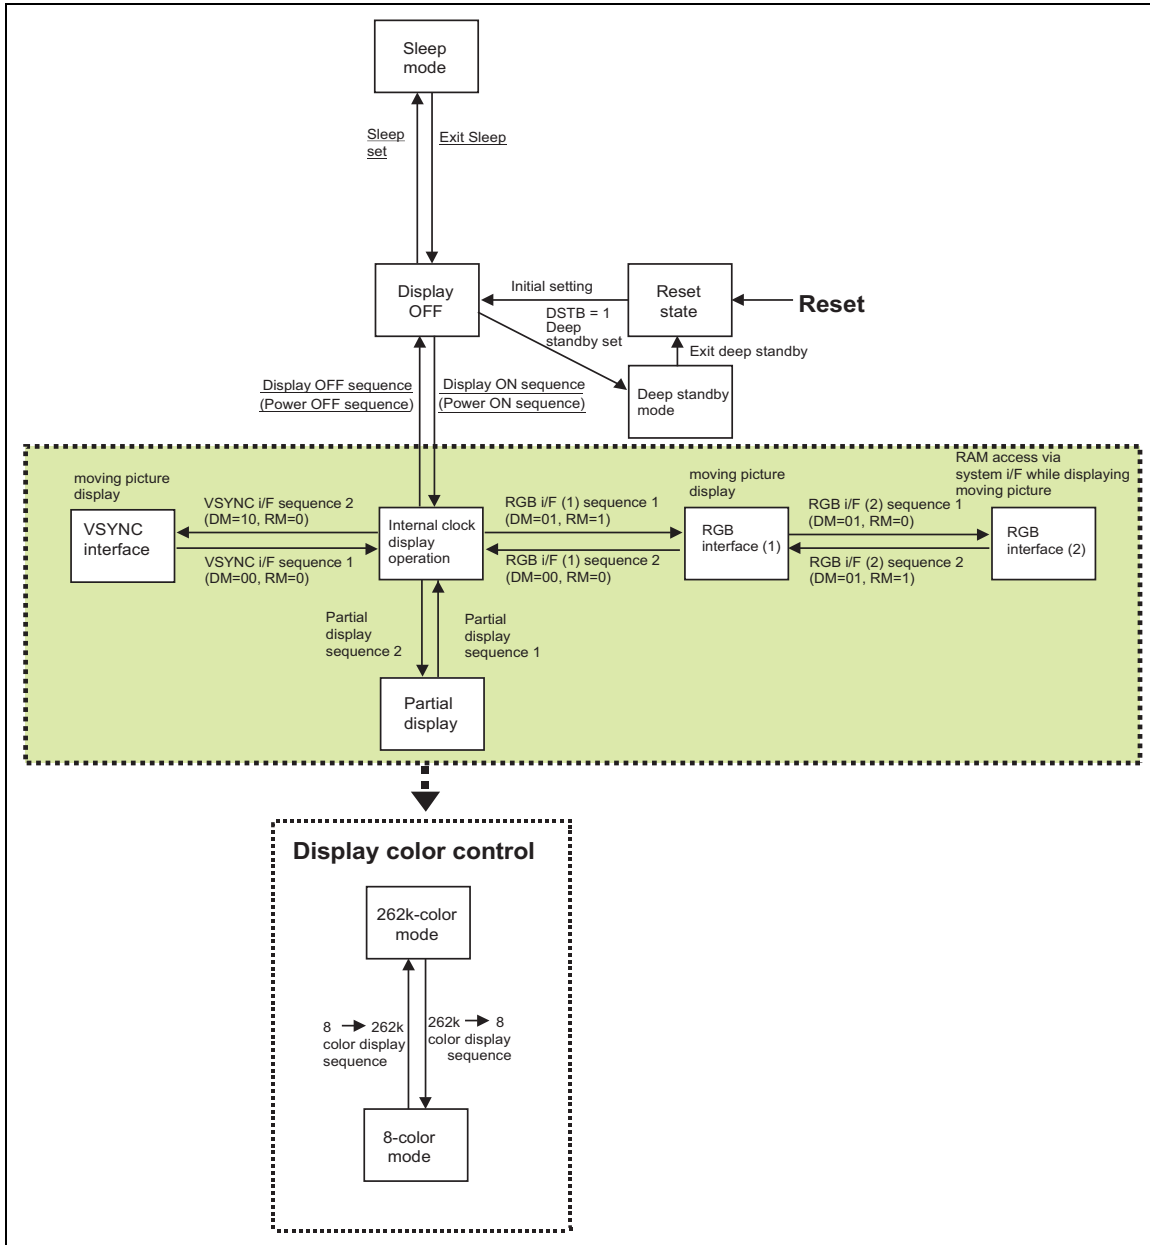 Sleep
mode
Sleep
set
Exit Sleep
Display
OFF
Initial setting
Reset
state
Reset
DSTB = 1
Deep
standby set
Exit deep standby
Deep standby
mode
Display OFF sequence
(Power OFF sequence)
Display ON sequence
(Power ON sequence)
moving picture
display
VSYNC
interface
VSYNC i/F sequence 2
(DM=10, RM=0)
VSYNC i/F sequence 1
(DM=00, RM=0)
Internal clock
display
operation
RGB i/F (1) sequence 1
(DM=01, RM=1)
RGB i/F (1) sequence 2
(DM=00, RM=0)
moving picture
display
RGB
interface (1)
RGB i/F (2) sequence 1
(DM=01, RM=0)
RGB i/F (2) sequence 2
(DM=01, RM=1)
RAM access via
system i/F while displaying
moving picture
RGB
interface (2)
Partial
display
sequence 2
Partial
display
sequence 1
Partial
display
Display color control
262k-color
mode
8 → 262k
color display
sequence
262k → 8
color display
sequence
8-color
mode